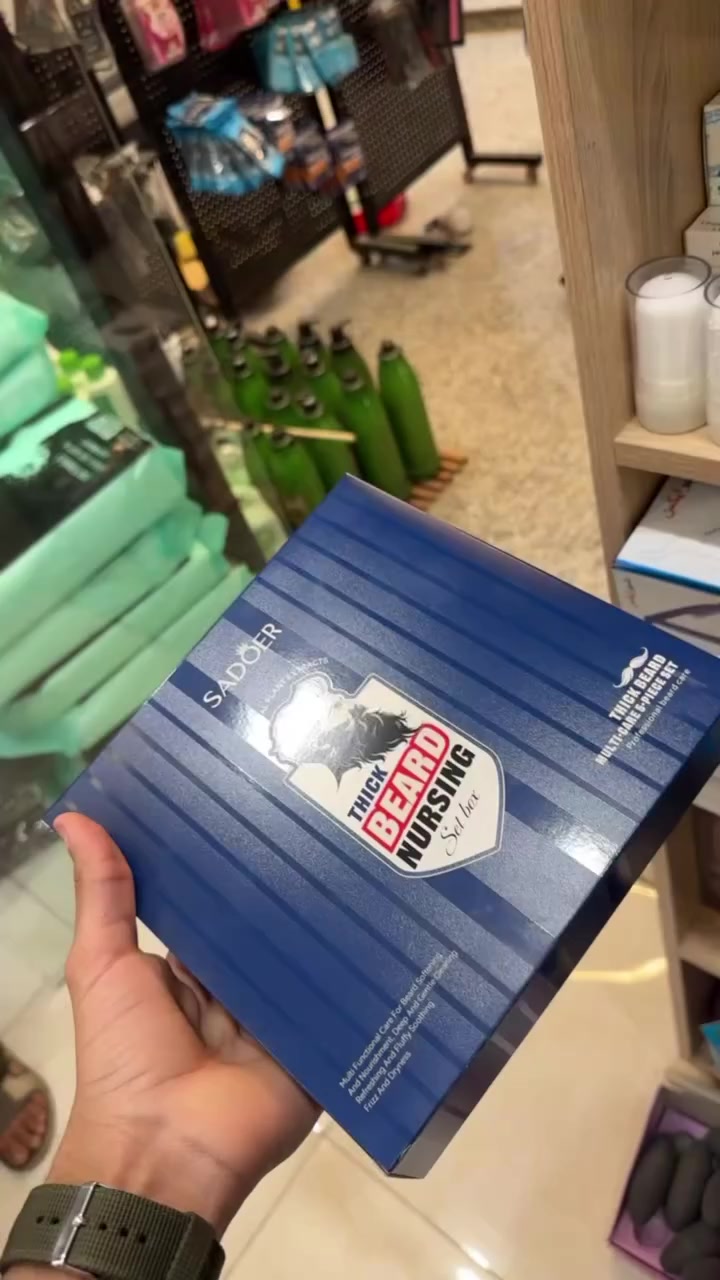 SADOER
PLANT EXTRACTS
THICK
BEARD
NURSING
Set box
THICK BEARD
MULTI-CARE 5-PIECE SET
Professional beard care
Multi Functional Care For Beard Softening
And Nourishment, Deep And Gentle Cleaning
Refreshing And Fluffy Soothing
Frizz And Dryness